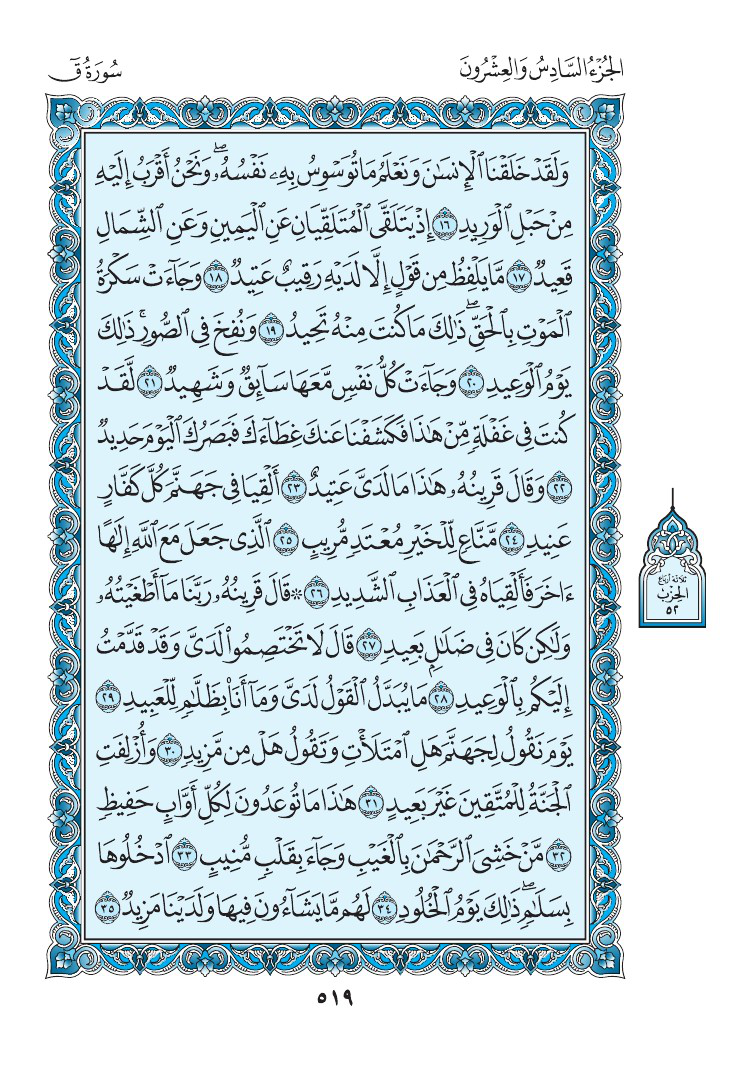 الجُزْءُ السَّادِسُ وَالعِشْرُونَ
سُورَةُ قٓ
وَلَقَدْ خَلَقْنَا ٱلْإِنسَٰنَ وَنَعْلَمُ مَا تُوَسْوِسُ بِهِۦ نَفْسُهُۥۖ وَنَحْنُ أَقْرَبُ إِلَيْهِ
مِنْ حَبْلِ ٱلْوَرِيدِ ١٦ إِذْ يَتَلَقَّى ٱلْمُتَلَقِّيَانِ عَنِ ٱلْيَمِينِ وَعَنِ ٱلشِّمَالِ
قَعِيدٌ ١٧ مَّا يَلْفِظُ مِن قَوْلٍ إِلَّا لَدَيْهِ رَقِيبٌ عَتِيدٌ ١٨ وَجَآءَتْ سَكْرَةُ
ٱلْمَوْتِ بِٱلْحَقِّۖ ذَٰلِكَ مَا كُنتَ مِنْهُ تَحِيدُ ١٩ وَنُفِخَ فِى ٱلصُّورِۚ ذَٰلِكَ
يَوْمُ ٱلْوَعِيدِ ٢٠ وَجَآءَتْ كُلُّ نَفْسٍ مَّعَهَا سَآئِقٌ وَشَهِيدٌ ٢١ لَّقَدْ
كُنتَ فِى غَفْلَةٍ مِّنْ هَٰذَا فَكَشَفْنَا عَنكَ غِطَآءَكَ فَبَصَرُكَ ٱلْيَوْمَ حَدِيدٌ
٢٢ وَقَالَ قَرِينُهُۥ هَٰذَا مَا لَدَىَّ عَتِيدٌ ٢٣ أَلْقِيَا فِى جَهَنَّمَ كُلَّ كَفَّارٍ
عَنِيدٍ ٢٤ مَّنَّاعٍ لِّلْخَيْرِ مُعْتَدٍ مُّرِيبٍ ٢٥ ٱلَّذِى جَعَلَ مَعَ ٱللَّهِ إِلَٰهًا
ءَاخَرَ فَأَلْقِيَاهُ فِى ٱلْعَذَابِ ٱلشَّدِيدِ ٢٦ ۞ قَالَ قَرِينُهُۥ رَبَّنَا مَآ أَطْغَيْتُهُۥ
وَلَٰكِن كَانَ فِى ضَلَٰلٍۭ بَعِيدٍ ٢٧ قَالَ لَا تَخْتَصِمُوا۟ لَدَىَّ وَقَدْ قَدَّمْتُ
إِلَيْكُم بِٱلْوَعِيدِ ٢٨ مَا يُبَدَّلُ ٱلْقَوْلُ لَدَىَّ وَمَآ أَنَا۠ بِظَلَّٰمٍ لِّلْعَبِيدِ ٢٩
يَوْمَ نَقُولُ لِجَهَنَّمَ هَلِ ٱمْتَلَأْتِ وَتَقُولُ هَلْ مِن مَّزِيدٍ ٣٠ وَأُزْلِفَتِ
ٱلْجَنَّةُ لِلْمُتَّقِينَ غَيْرَ بَعِيدٍ ٣١ هَٰذَا مَا تُوعَدُونَ لِكُلِّ أَوَّابٍ حَفِيظٍ
٣٢ مَّنْ خَشِىَ ٱلرَّحْمَٰنَ بِٱلْغَيْبِ وَجَآءَ بِقَلْبٍ مُّنِيبٍ ٣٣ ٱدْخُلُوهَا
بِسَلَٰمٍۖ ذَٰلِكَ يَوْمُ ٱلْخُلُودِ ٣٤ لَهُم مَّا يَشَآءُونَ فِيهَا وَلَدَيْنَا مَزِيدٌ ٣٥
ثلاثة أرباع
الحِزْب
٥٢
٥١٩